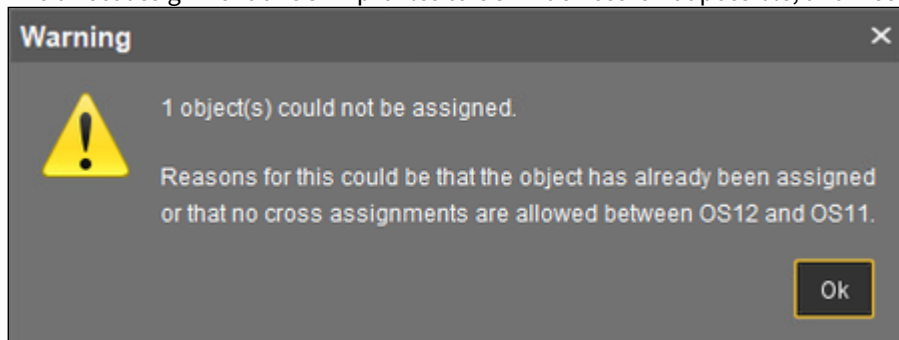 Warning
1 object(s) could not be assigned.
Reasons for this could be that the object has already been assigned
or that no cross assignments are allowed between OS12 and OS11.
Ok